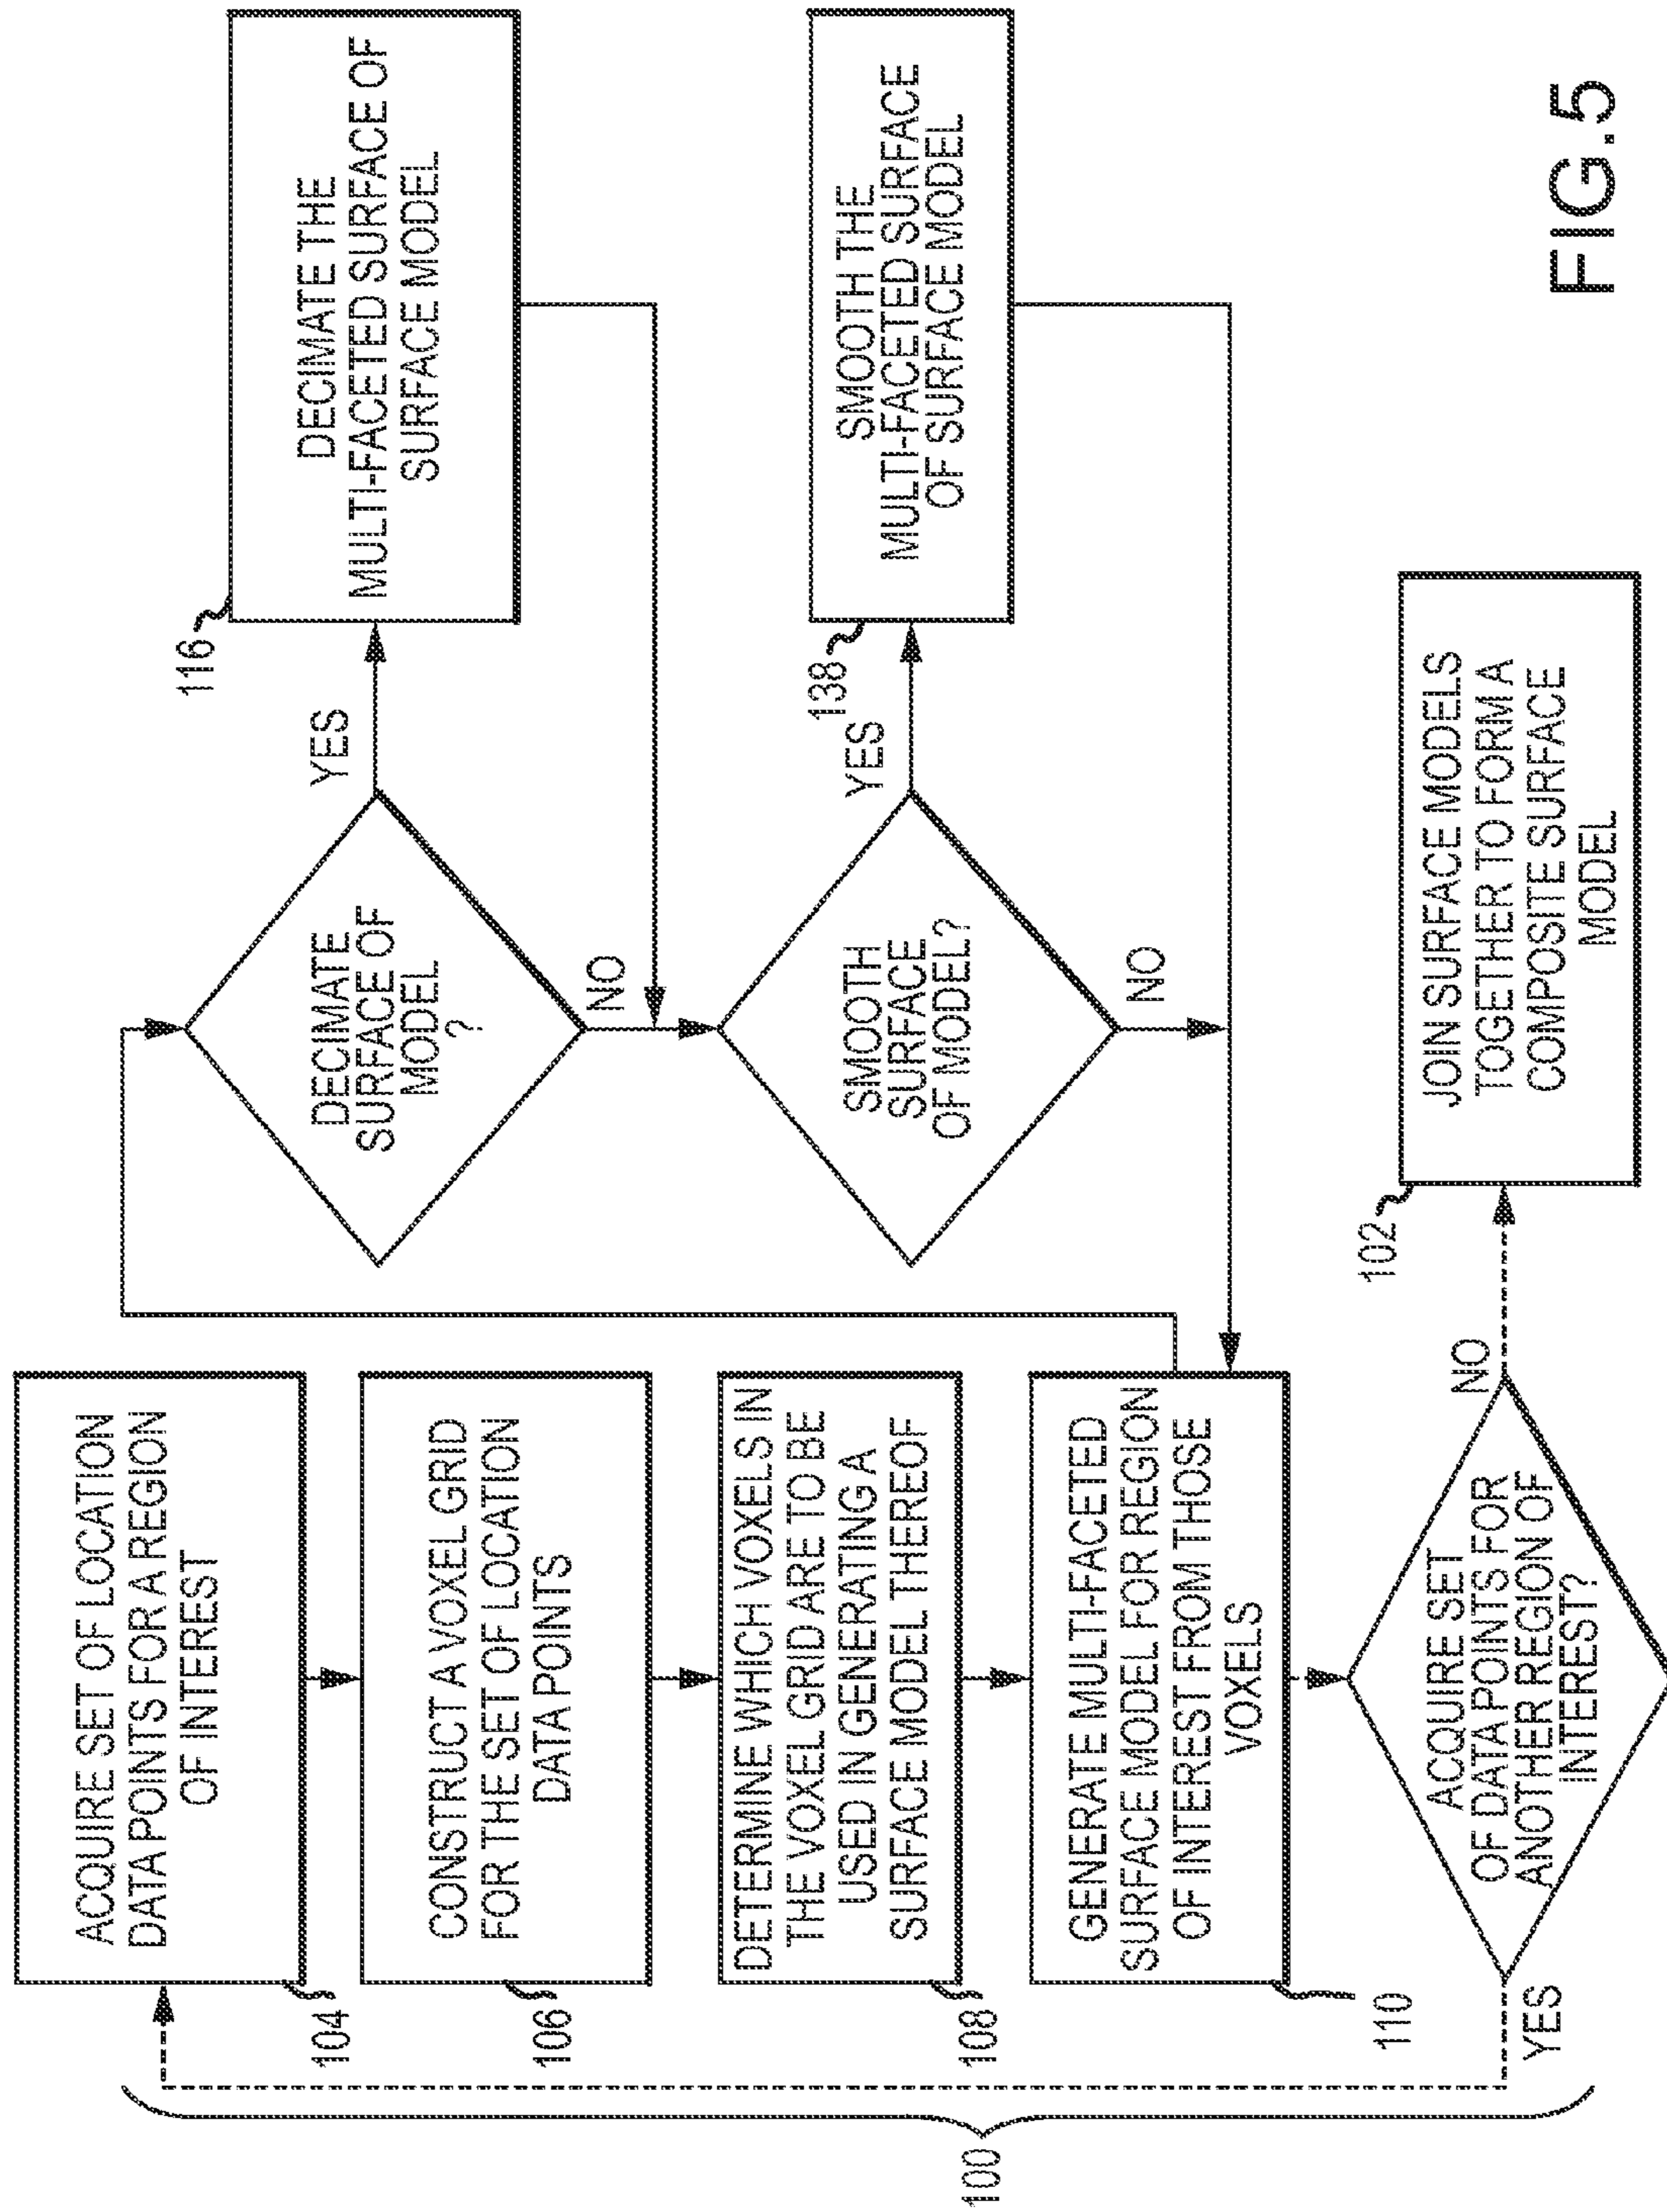 ACQUIRE SET OF LOCATION
DATA POINTS FOR A REGION
OF INTEREST
104
CONSTRUCT A VOXEL GRID
FOR THE SET OF LOCATION
DATA POINTS
106
DETERMINE WHICH VOXELS IN
THE VOXEL GRID ARE TO BE
USED IN GENERATING A
SURFACE MODEL THEREOF
108
GENERATE MULTI-FACETED
SURFACE MODEL FOR REGION
OF INTEREST FROM THOSE
VOXELS
110
ACQUIRE SET
OF DATA POINTS FOR
ANOTHER REGION OF
INTEREST?
YES
NO
100
DECIMATE
SURFACE OF
MODEL
?
YES
NO
116
DECIMATE THE
MULTI-FACETED SURFACE OF
SURFACE MODEL
SMOOTH
SURFACE
OF MODEL?
YES
NO
138
SMOOTH THE
MULTI-FACETED SURFACE
OF SURFACE MODEL
102
JOIN SURFACE MODELS
TOGETHER TO FORM A
COMPOSITE SURFACE
MODEL
FIG.5